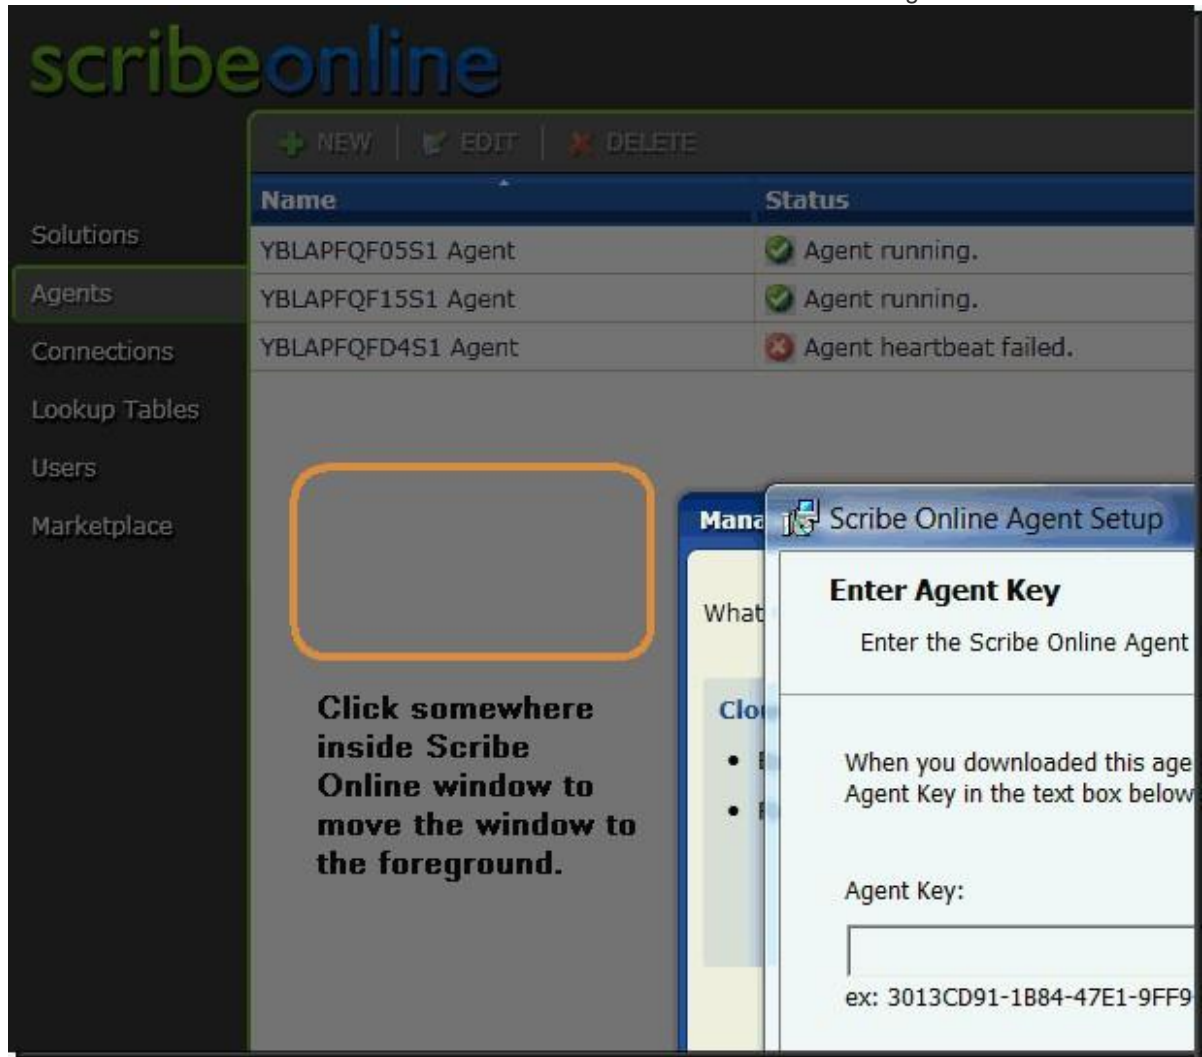 scribeonline
NEW EDIT DELETE
Name Status
Solutions
YBLAPFQF05S1 Agent Agent running.
Agents
YBLAPFQF15S1 Agent Agent running.
Connections
YBLAPFQFD4S1 Agent Agent heartbeat failed.
Lookup Tables
Users
Marketplace
Click somewhere
inside Scribe
Online window to
move the window to
the foreground.
Mana
What
Clo
Scribe Online Agent Setup
Enter Agent Key
Enter the Scribe Online Agent
When you downloaded this age
Agent Key in the text box below
Agent Key:
ex: 3013CD91-1B84-47E1-9FF9